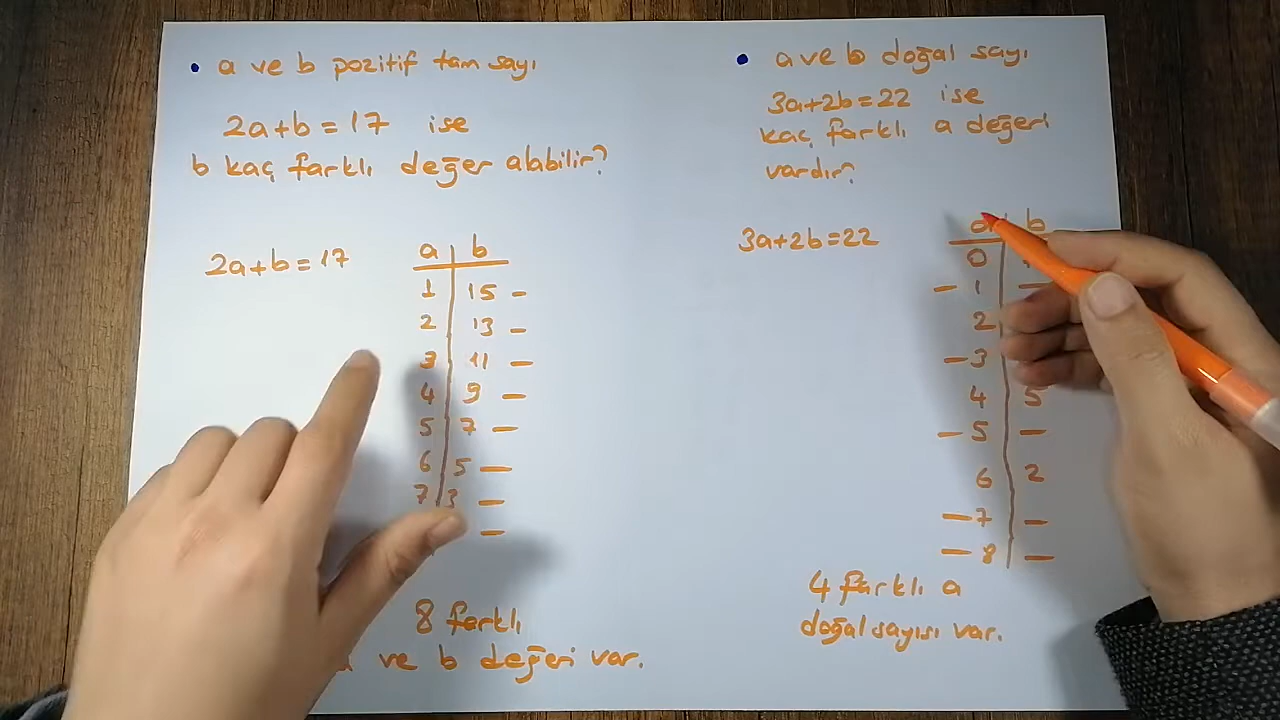 • a ve b pozitif tam sayı
2a+b=17 ise
b kaç farklı değer alabilir?
2a+b=17
a b
1 15 –
2 13 –
3 11 –
4 9 –
5 7 –
6 5 –
7 3 –
–
8 farklı
ve b değeri var.
• a ve b doğal sayı
3a+2b=22 ise
kaç farklı a değeri
vardır?
3a+2b=22
a b
0
– 1 –
2
– 3
4 5
– 5 –
6 2
– 7 –
– 8 –
4 farklı a
doğal sayısı var.